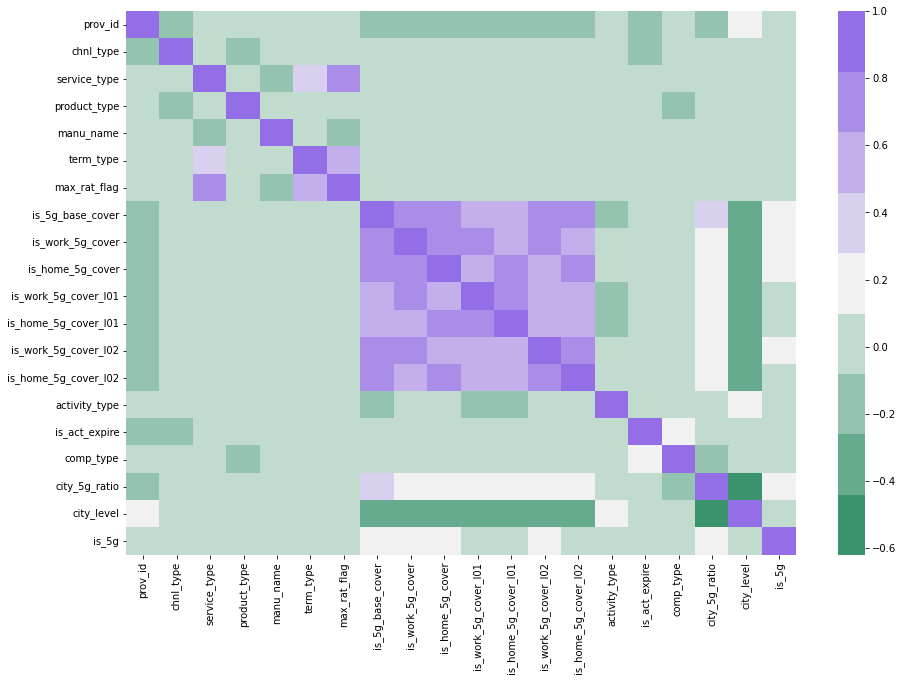 prov_id
chnl_type
service_type
product_type
manu_name
term_type
max_rat_flag
is_5g_base_cover
is_work_5g_cover
is_home_5g_cover
is_work_5g_cover_l01
is_home_5g_cover_l01
is_work_5g_cover_l02
is_home_5g_cover_l02
activity_type
is_act_expire
comp_type
city_5g_ratio
city_level
is_5g
prov_id
chnl_type
service_type
product_type
manu_name
term_type
max_rat_flag
is_5g_base_cover
is_work_5g_cover
is_home_5g_cover
is_work_5g_cover_l01
is_home_5g_cover_l01
is_work_5g_cover_l02
is_home_5g_cover_l02
activity_type
is_act_expire
comp_type
city_5g_ratio
city_level
is_5g
1.0
0.8
0.6
0.4
0.2
0.0
−0.2
−0.4
−0.6